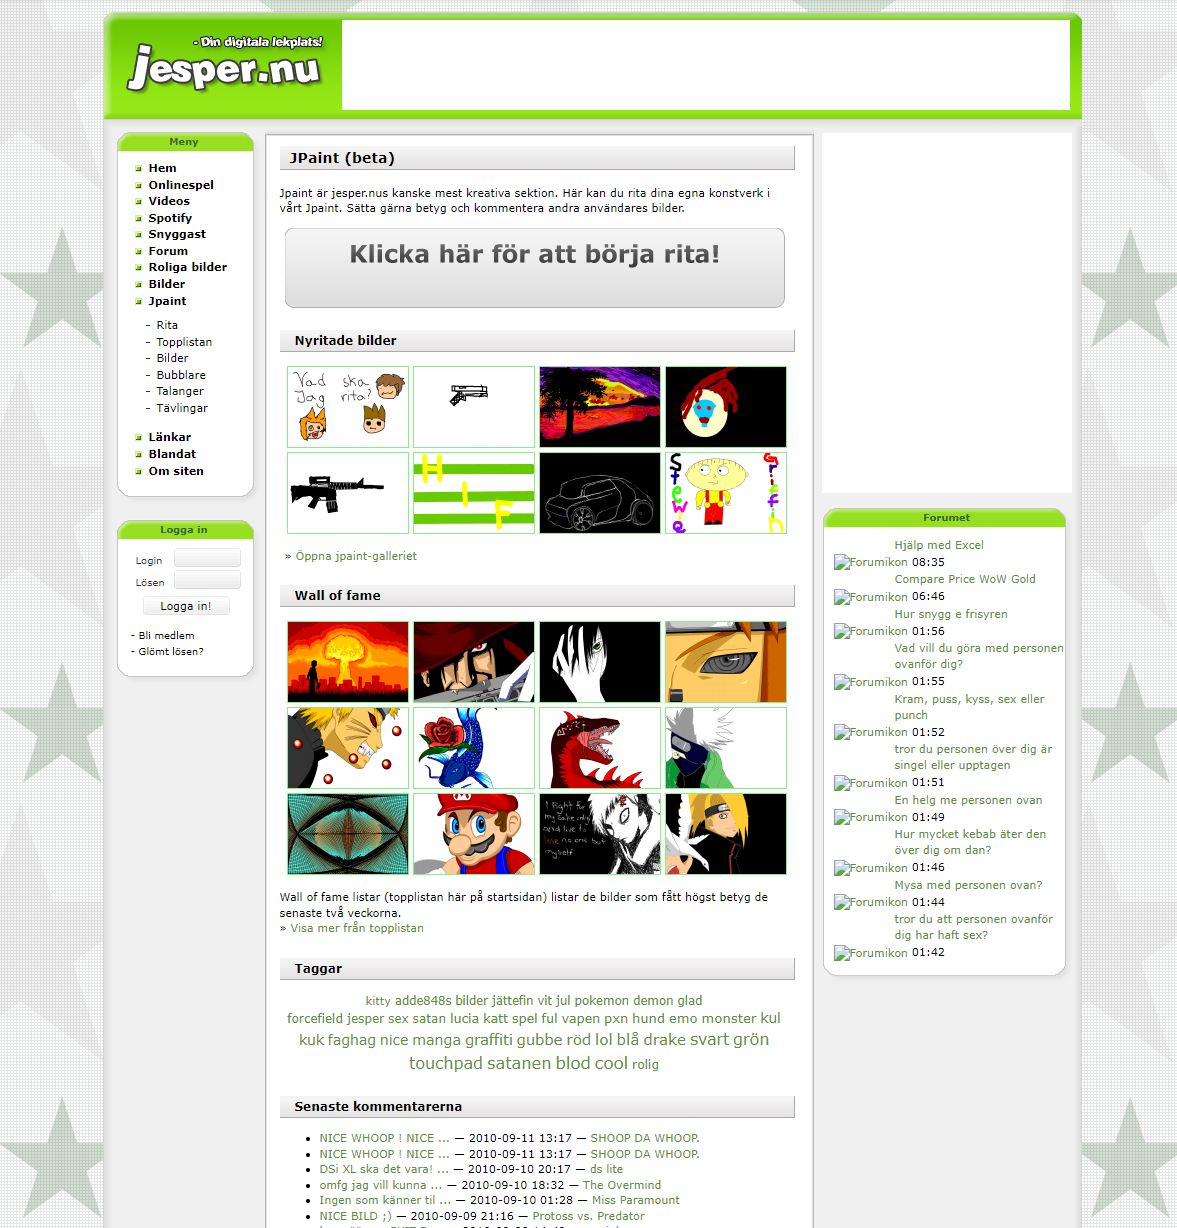 - Din digitala lekplats!
jesper.nu
Meny
Hem
Onlinespel
Videos
Spotify
Snyggast
Forum
Roliga bilder
Bilder
Jpaint
- Rita
- Topplistan
- Bilder
- Bubblare
- Talanger
- Tävlingar
Länkar
Blandat
Om siten
Logga in
Login
Lösen
Logga in!
- Bli medlem
- Glömt lösen?
JPaint (beta)
Jpaint är jesper.nus kanske mest kreativa sektion. Här kan du rita dina egna konstverk i
vårt Jpaint. Sätta gärna betyg och kommentera andra användares bilder.
Klicka här för att börja rita!
Nyritade bilder
Vad ska
Jag rita?
HIF
Stewie Griffin
» Öppna jpaint-galleriet
Wall of fame
I fight for
my sake only
and live to
love no one but
myself
Wall of fame listar (topplistan här på startsidan) listar de bilder som fått högst betyg de
senaste två veckorna.
» Visa mer från topplistan
Taggar
kitty adde848s bilder jättefin vit jul pokemon demon glad
forcefield jesper sex satan lucia katt spel ful vapen pxn hund emo monster kul
kuk faghag nice manga graffiti gubbe röd lol blå drake svart grön
touchpad satanen blod cool rolig
Senaste kommentarerna
NICE WHOOP ! NICE ... — 2010-09-11 13:17 — SHOOP DA WHOOP.
NICE WHOOP ! NICE ... — 2010-09-11 13:17 — SHOOP DA WHOOP.
DSi XL ska det vara! ... — 2010-09-10 20:17 — ds lite
omfg jag vill kunna ... — 2010-09-10 18:32 — The Overmind
Ingen som känner til ... — 2010-09-10 01:28 — Miss Paramount
NICE BILD ;) — 2010-09-09 21:16 — Protoss vs. Predator
Forumet
Hjälp med Excel
Forumikon 08:35
Compare Price WoW Gold
Forumikon 06:46
Hur snygg e frisyren
Forumikon 01:56
Vad vill du göra med personen
ovanför dig?
Forumikon 01:55
Kram, puss, kyss, sex eller
punch
Forumikon 01:52
tror du personen över dig är
singel eller upptagen
Forumikon 01:51
En helg me personen ovan
Forumikon 01:49
Hur mycket kebab äter den
över dig om dan?
Forumikon 01:46
Mysa med personen ovan?
Forumikon 01:44
tror du att personen ovanför
dig har haft sex?
Forumikon 01:42